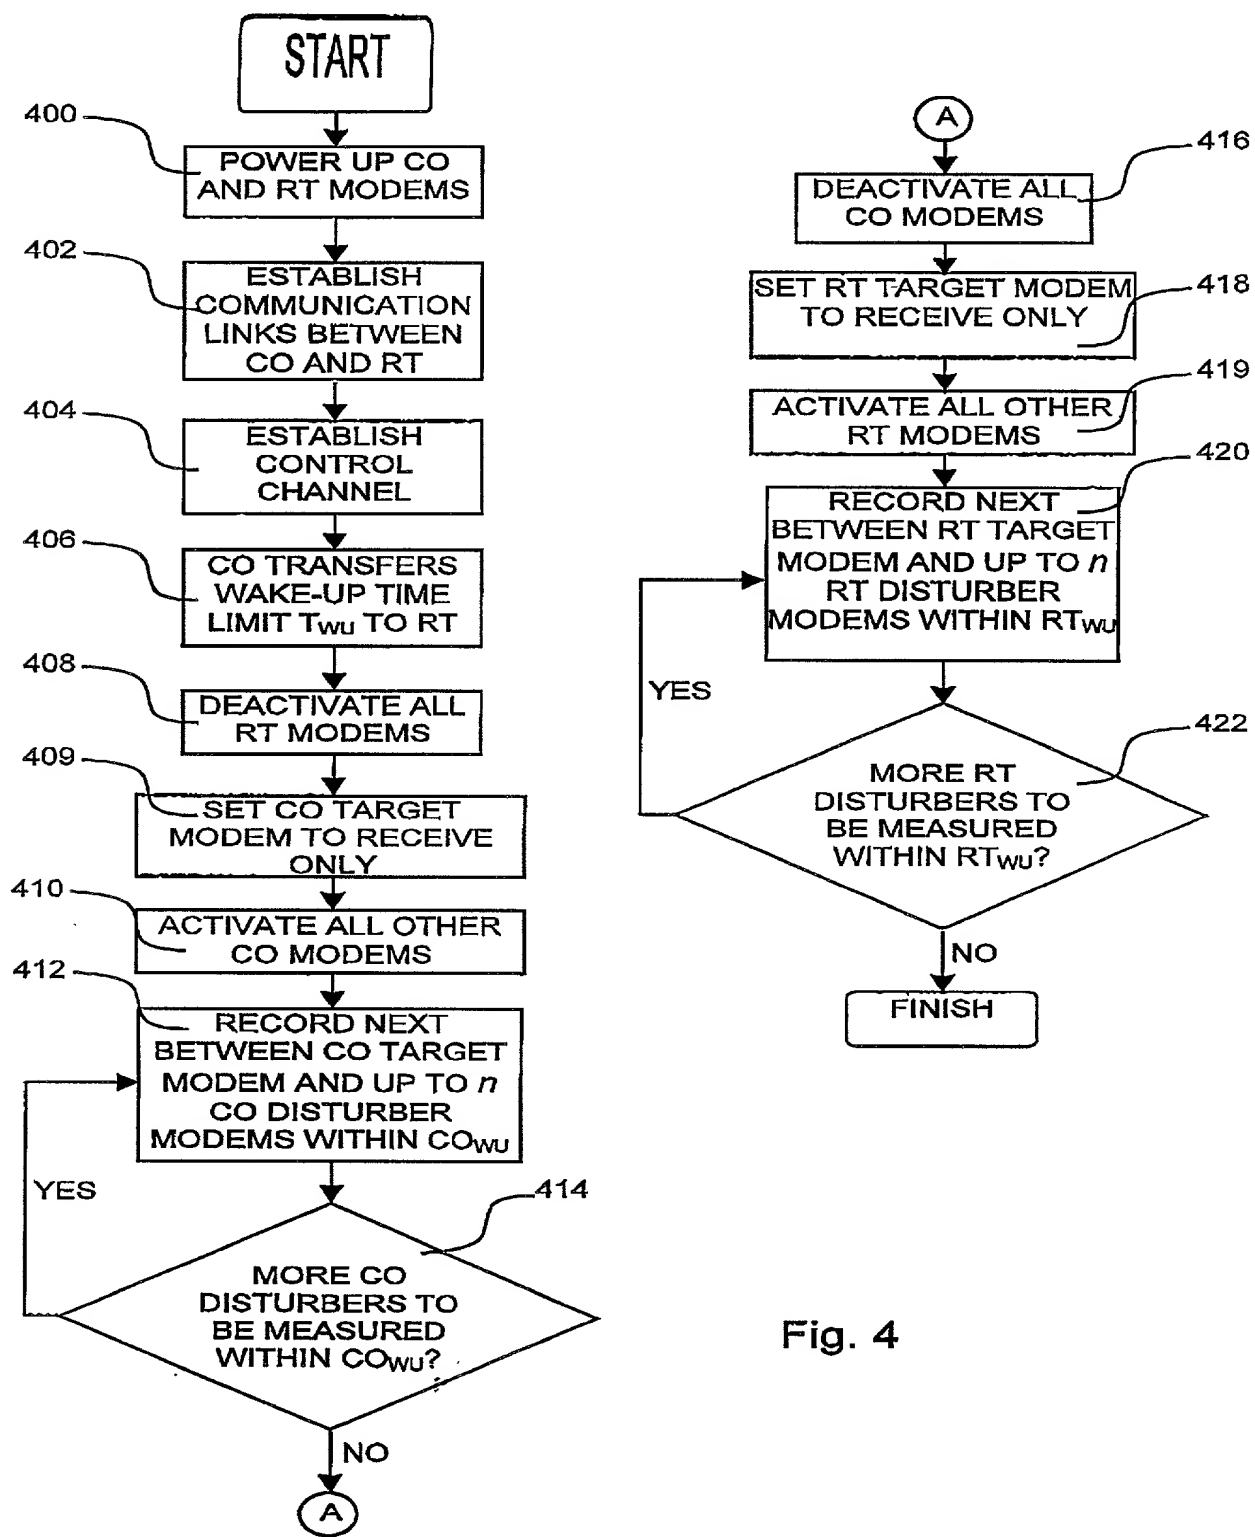 START
400
POWER UP CO
AND RT MODEMS
402
ESTABLISH
COMMUNICATION
LINKS BETWEEN
CO AND RT
404
ESTABLISH
CONTROL
CHANNEL
406
CO TRANSFERS
WAKE-UP TIME
LIMIT TWU TO RT
408
DEACTIVATE ALL
RT MODEMS
409
SET CO TARGET
MODEM TO RECEIVE
ONLY
410
ACTIVATE ALL OTHER
CO MODEMS
412
RECORD NEXT
BETWEEN CO TARGET
MODEM AND UP TO n
CO DISTURBER
MODEMS WITHIN COWU
YES
414
MORE CO
DISTURBERS TO
BE MEASURED
WITHIN COWU?
NO
A
A
416
DEACTIVATE ALL
CO MODEMS
418
SET RT TARGET MODEM
TO RECEIVE ONLY
419
ACTIVATE ALL OTHER
RT MODEMS
420
RECORD NEXT
BETWEEN RT TARGET
MODEM AND UP TO n
RT DISTURBER
MODEMS WITHIN RTWU
YES
422
MORE RT
DISTURBERS TO
BE MEASURED
WITHIN RTWU?
NO
FINISH
Fig. 4